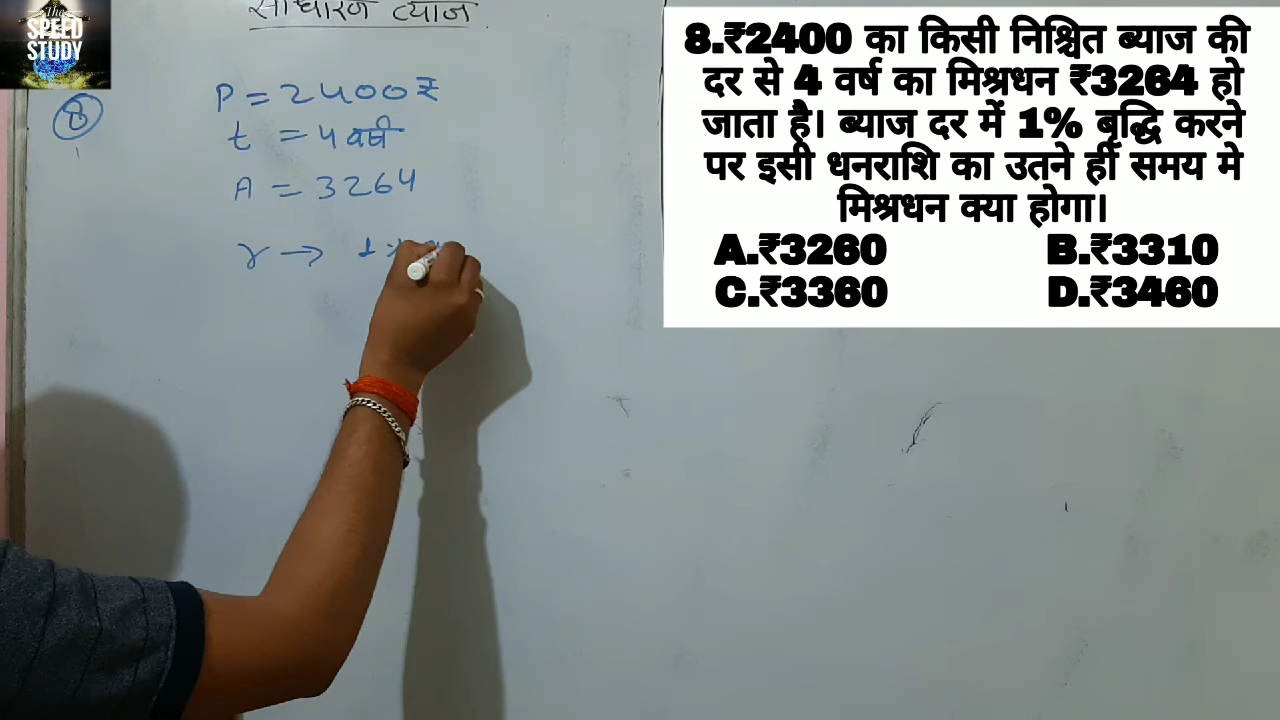 The
SPEED
STUDY
साधारण ब्याज
8
P = 2400₹
t = 4 वर्ष
A = 3264
r → 1%
8.₹2400 का किसी निश्चित ब्याज की
दर से 4 वर्ष का मिश्रधन ₹3264 हो
जाता है। ब्याज दर में 1% बृद्धि करने
पर इसी धनराशि का उतने ही समय मे
मिश्रधन क्या होगा।
A.₹3260 B.₹3310
C.₹3360 D.₹3460